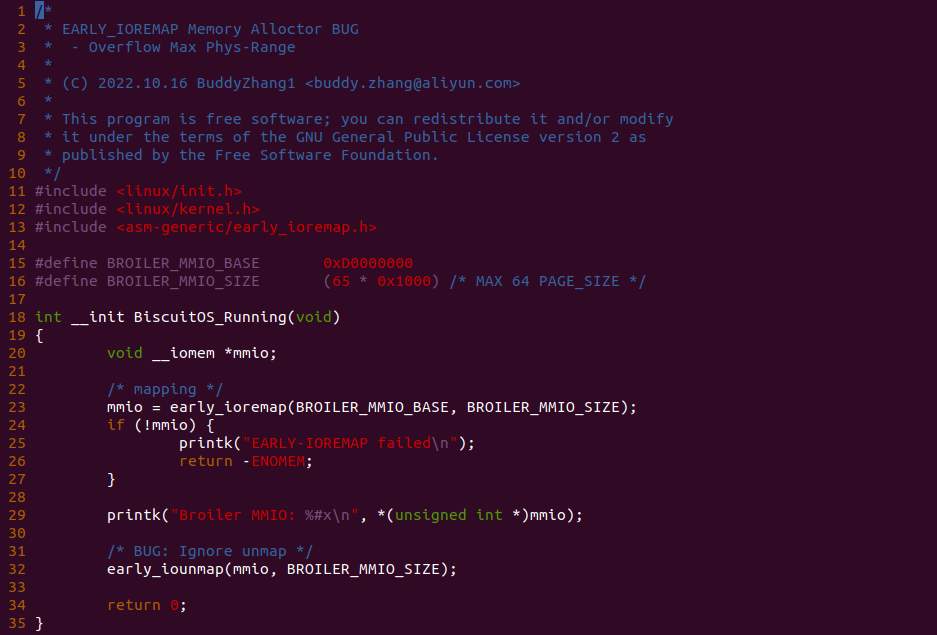 1 /*
2  * EARLY_IOREMAP Memory Alloctor BUG
3  *  - Overflow Max Phys-Range
4  *
5  * (C) 2022.10.16 BuddyZhang1 <buddy.zhang@aliyun.com>
6  *
7  * This program is free software; you can redistribute it and/or modify
8  * it under the terms of the GNU General Public License version 2 as
9  * published by the Free Software Foundation.
10  */
11 #include <linux/init.h>
12 #include <linux/kernel.h>
13 #include <asm-generic/early_ioremap.h>
14
15 #define BROILER_MMIO_BASE       0xD0000000
16 #define BROILER_MMIO_SIZE       (65 * 0x1000) /* MAX 64 PAGE_SIZE */
17
18 int __init BiscuitOS_Running(void)
19 {
20         void __iomem *mmio;
21
22         /* mapping */
23         mmio = early_ioremap(BROILER_MMIO_BASE, BROILER_MMIO_SIZE);
24         if (!mmio) {
25                 printk("EARLY-IOREMAP failed\n");
26                 return -ENOMEM;
27         }
28
29         printk("Broiler MMIO: %#x\n", *(unsigned int *)mmio);
30
31         /* BUG: Ignore unmap */
32         early_iounmap(mmio, BROILER_MMIO_SIZE);
33
34         return 0;
35 }